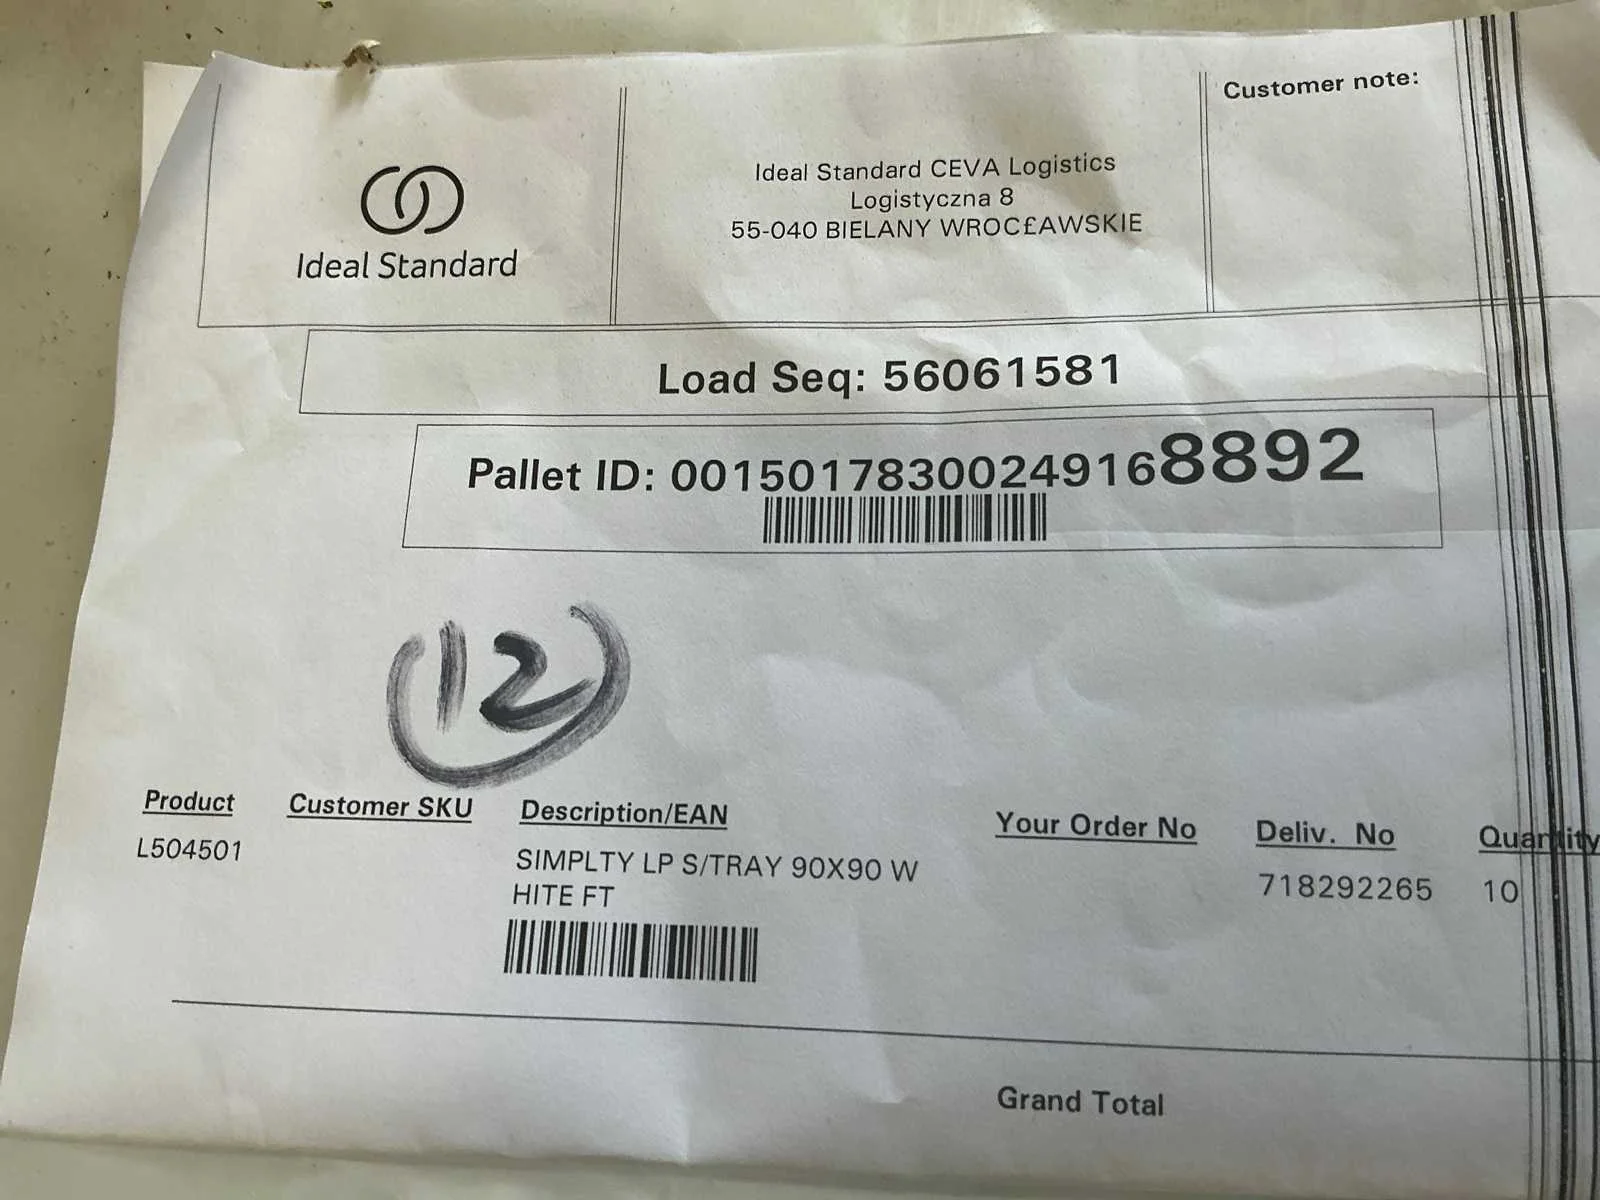 Ideal Standard
Ideal Standard CEVA Logistics
Logistyczna 8
55-040 BIELANY WROC£AWSKIE
Customer note:
Load Seq: 56061581
Pallet ID: 00150178300249168892
12
Product Customer SKU Description/EAN Your Order No Deliv. No Quantity
L504501 SIMPLTY LP S/TRAY 90X90 W 718292265 10
HITE FT
Grand Total